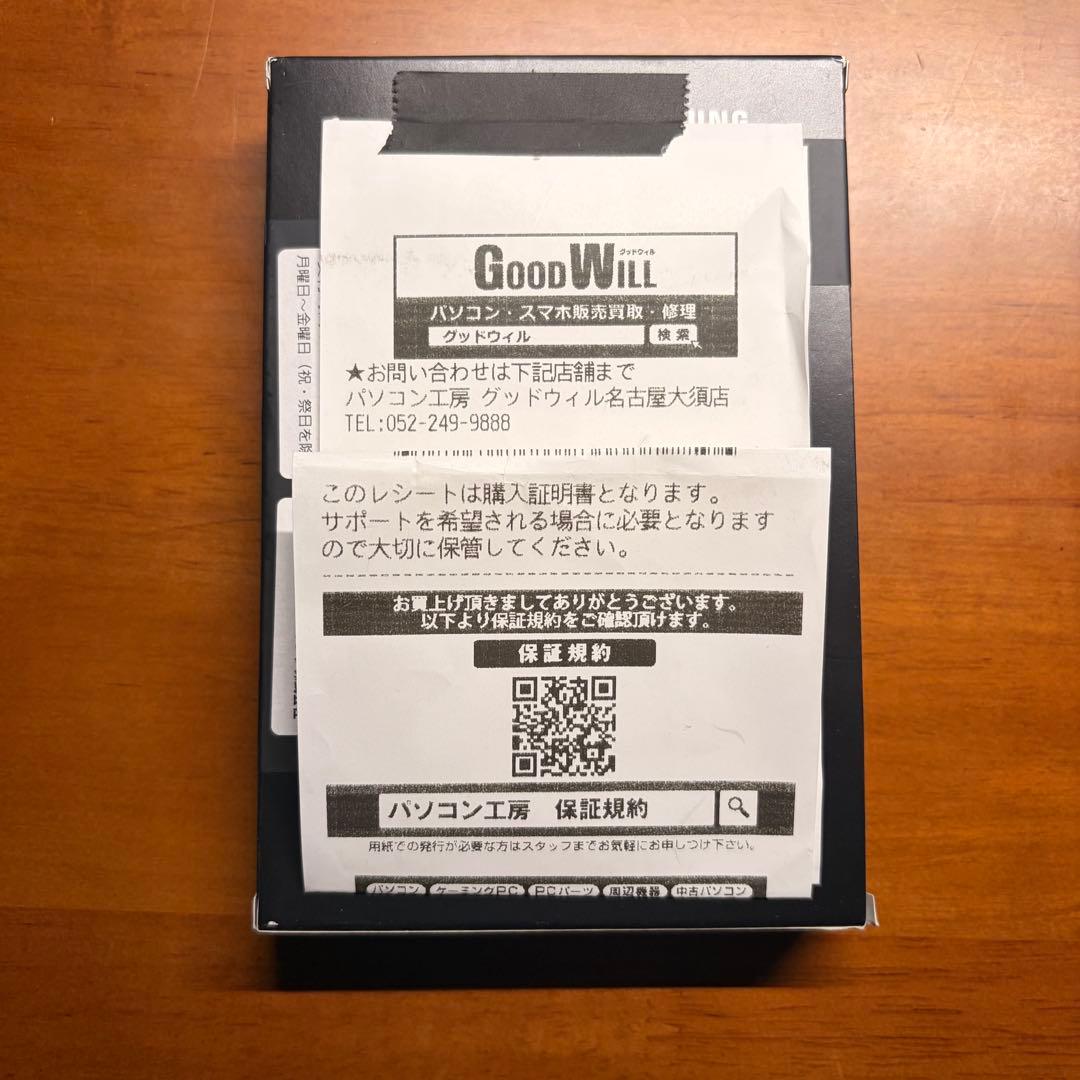 UNG
GOODWILL
グッドウィル
パソコン・スマホ販売買取・修理
グッドウィル 検索
★お問い合わせは下記店舗まで
パソコン工房 グッドウィル名古屋大須店
TEL:052-249-9888
月曜日～金曜日(祝・祭日を除
このレシートは購入証明書となります。
サポートを希望される場合に必要となります
ので大切に保管してください。
お買上げ頂きましてありがとうございます。
以下より保証規約をご確認頂けます。
保証規約
パソコン工房 保証規約
用紙での発行が必要な方はスタッフまでお気軽にお申しつけ下さい。
パソコン ゲーミングPC PCパーツ 周辺機器 中古パソコン